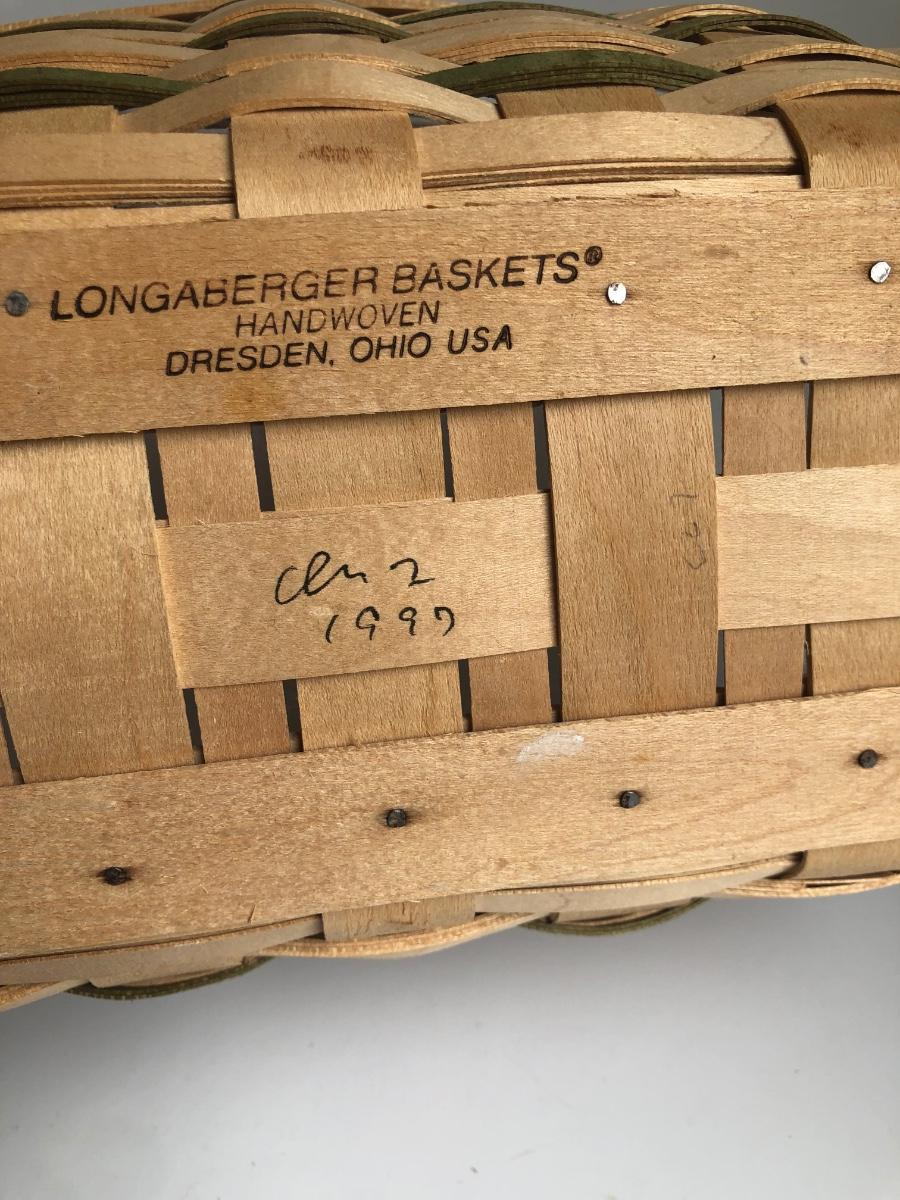 LONGABERGER BASKETS®
HANDWOVEN
DRESDEN, OHIO USA
1997